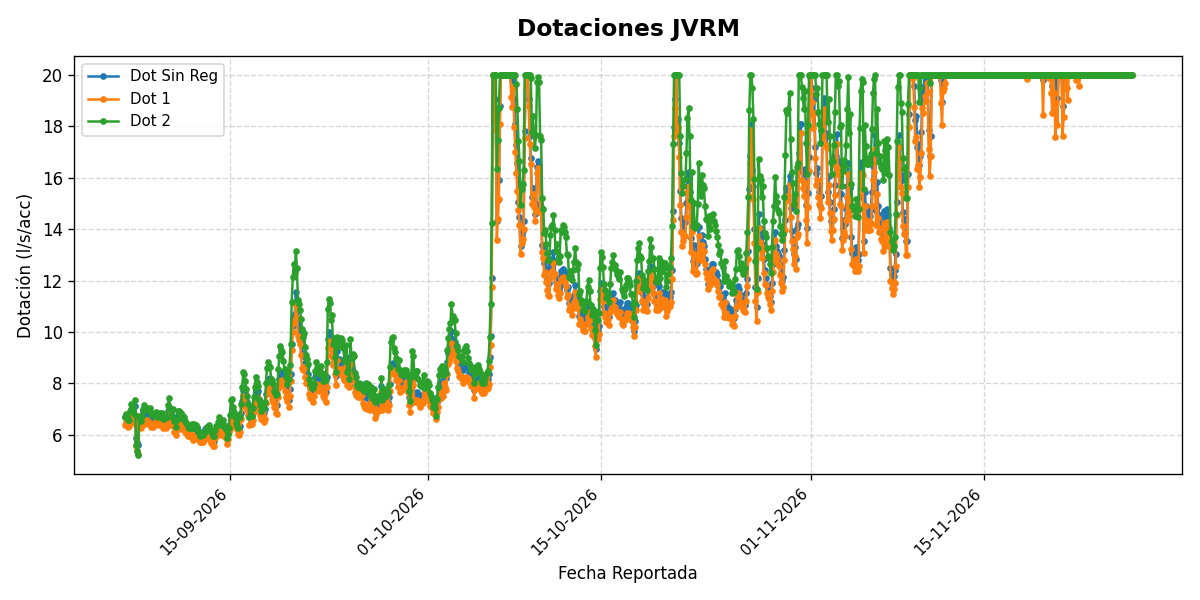 Dotaciones JVRM
Dot Sin Reg
Dot 1
Dot 2
Dotación (l/s/acc)
20
18
16
14
12
10
8
6
15-09-2026
01-10-2026
15-10-2026
01-11-2026
15-11-2026
Fecha Reportada